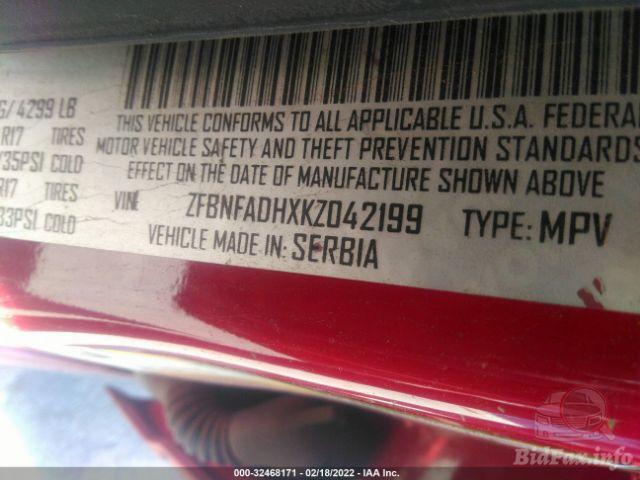 /4299 LB
R17 TIRES
35PSI COLD
R17 TIRES
33PSI COLD
THIS VEHICLE CONFORMS TO ALL APPLICABLE U.S.A. FEDERAL
MOTOR VEHICLE SAFETY AND THEFT PREVENTION STANDARDS
EFFECT ON THE DATE OF MANUFACTURE SHOWN ABOVE
VIN: ZFBNFADHXKZ042199 TYPE: MPV
VEHICLE MADE IN: SERBIA
BidFax.info
000-32468171 - 02/18/2022 - IAA Inc.